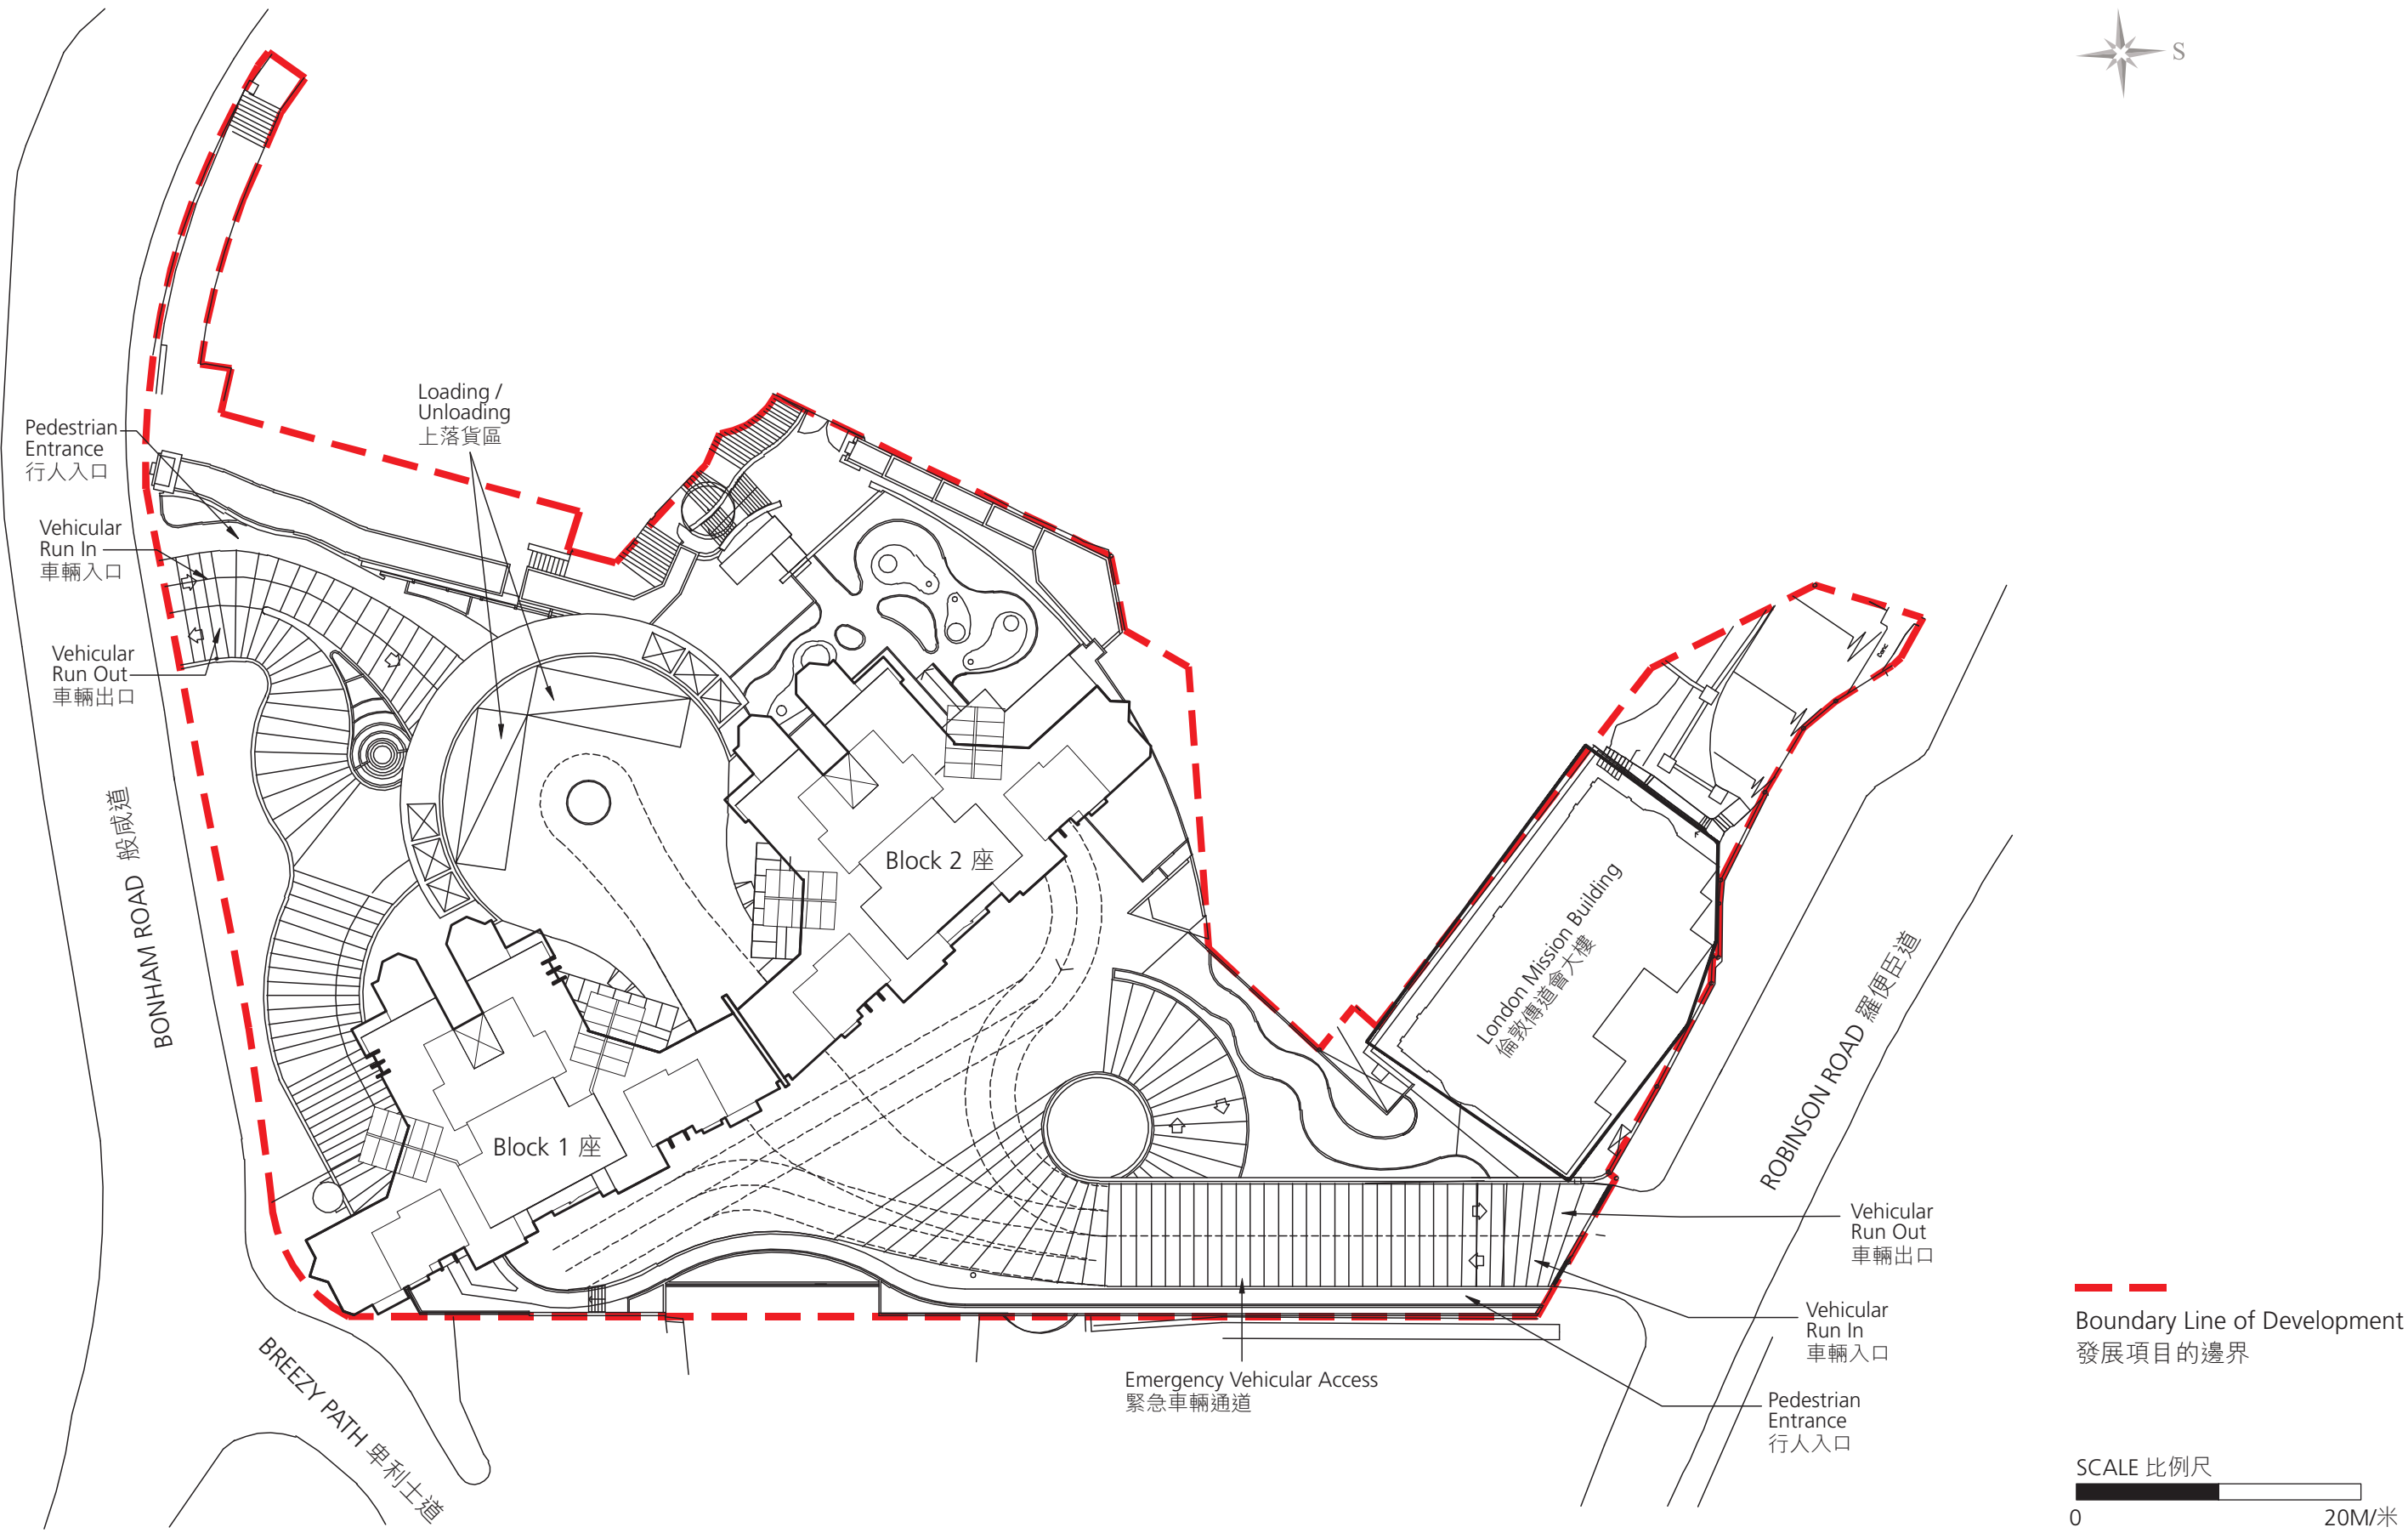 S
Loading /
Unloading
上落貨區
Pedestrian
Entrance
行人入口
Vehicular
Run In
車輛入口
Vehicular
Run Out
車輛出口
BONHAM ROAD 般咸道
Block 2 座
Block 1 座
London Mission Building
倫敦傳道會大樓
ROBINSON ROAD 羅便臣道
Vehicular
Run Out
車輛出口
Vehicular
Run In
車輛入口
Pedestrian
Entrance
行人入口
Emergency Vehicular Access
緊急車輛通道
BREEZY PATH 卑利士道
Boundary Line of Development
發展項目的邊界
SCALE 比例尺
0 20M/米